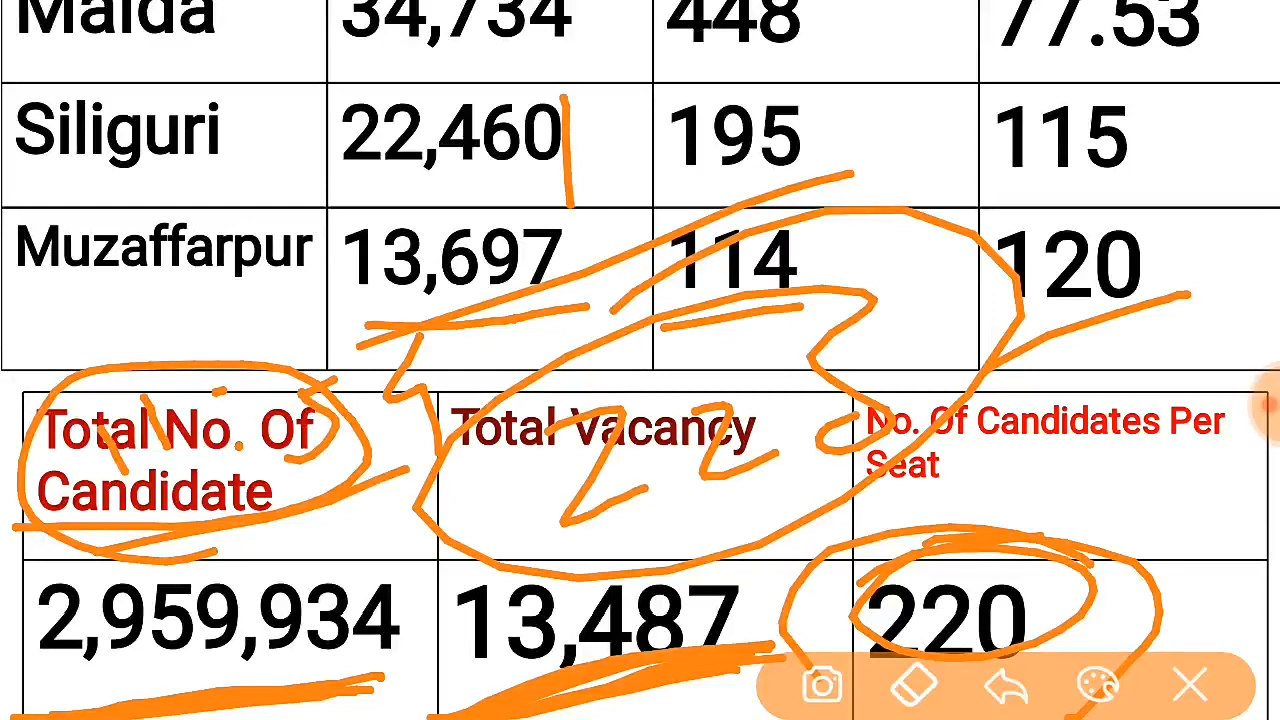 Malda 34,734 448 77.53
Siliguri 22,460 195 115
Muzaffarpur 13,697 114 120
Total No. Of Candidate Total Vacancy No. Of Candidates Per Seat
2,959,934 13,487 220